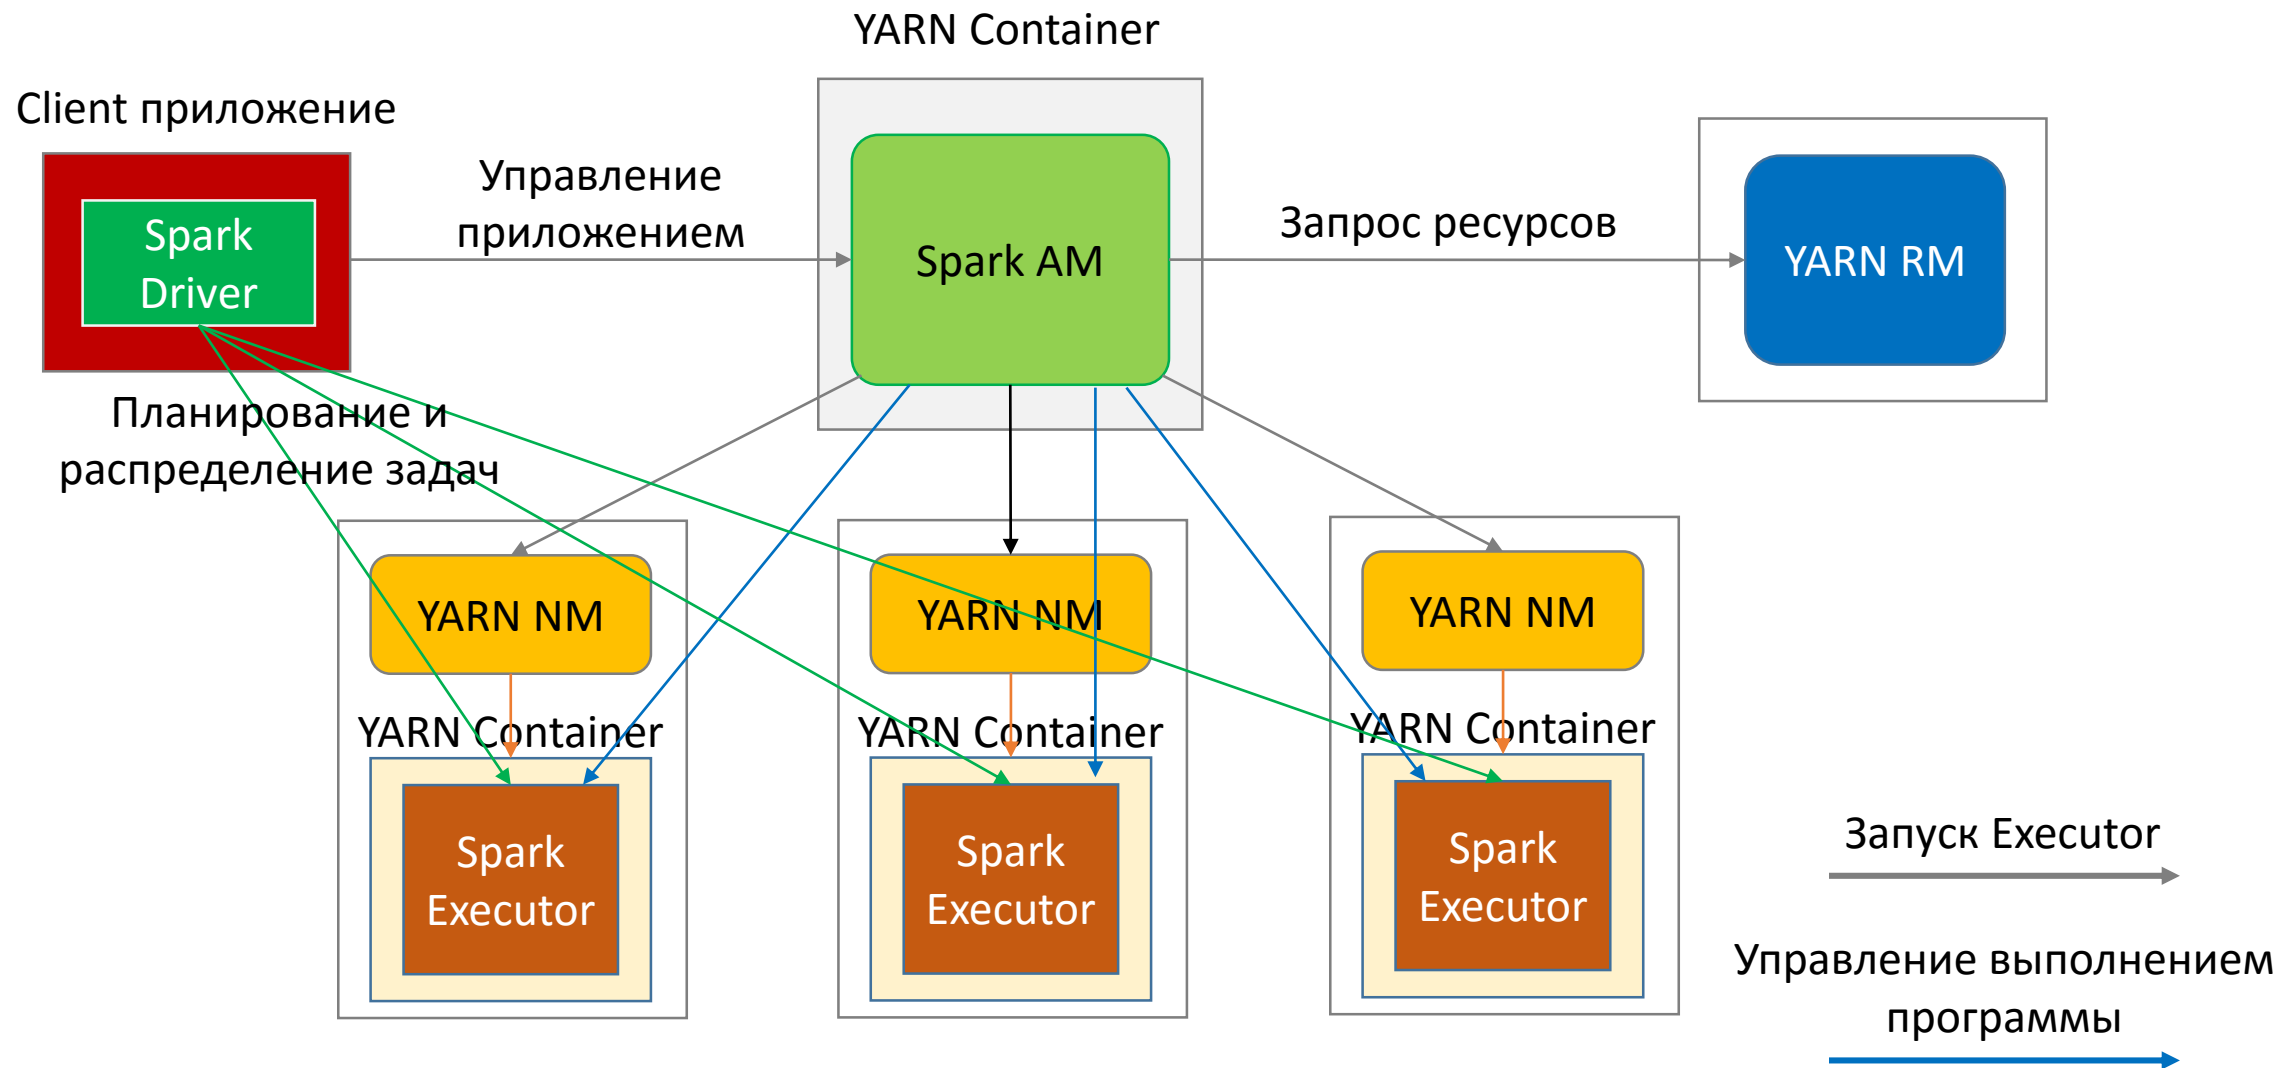 YARN Container
Client приложение
Spark
Driver
Управление
приложением
Spark AM
Запрос ресурсов
YARN RM
Планирование и
распределение задач
YARN NM
YARN NM
YARN NM
YARN Container
YARN Container
YARN Container
Spark
Executor
Spark
Executor
Spark
Executor
Запуск Executor
Управление выполнением
программы